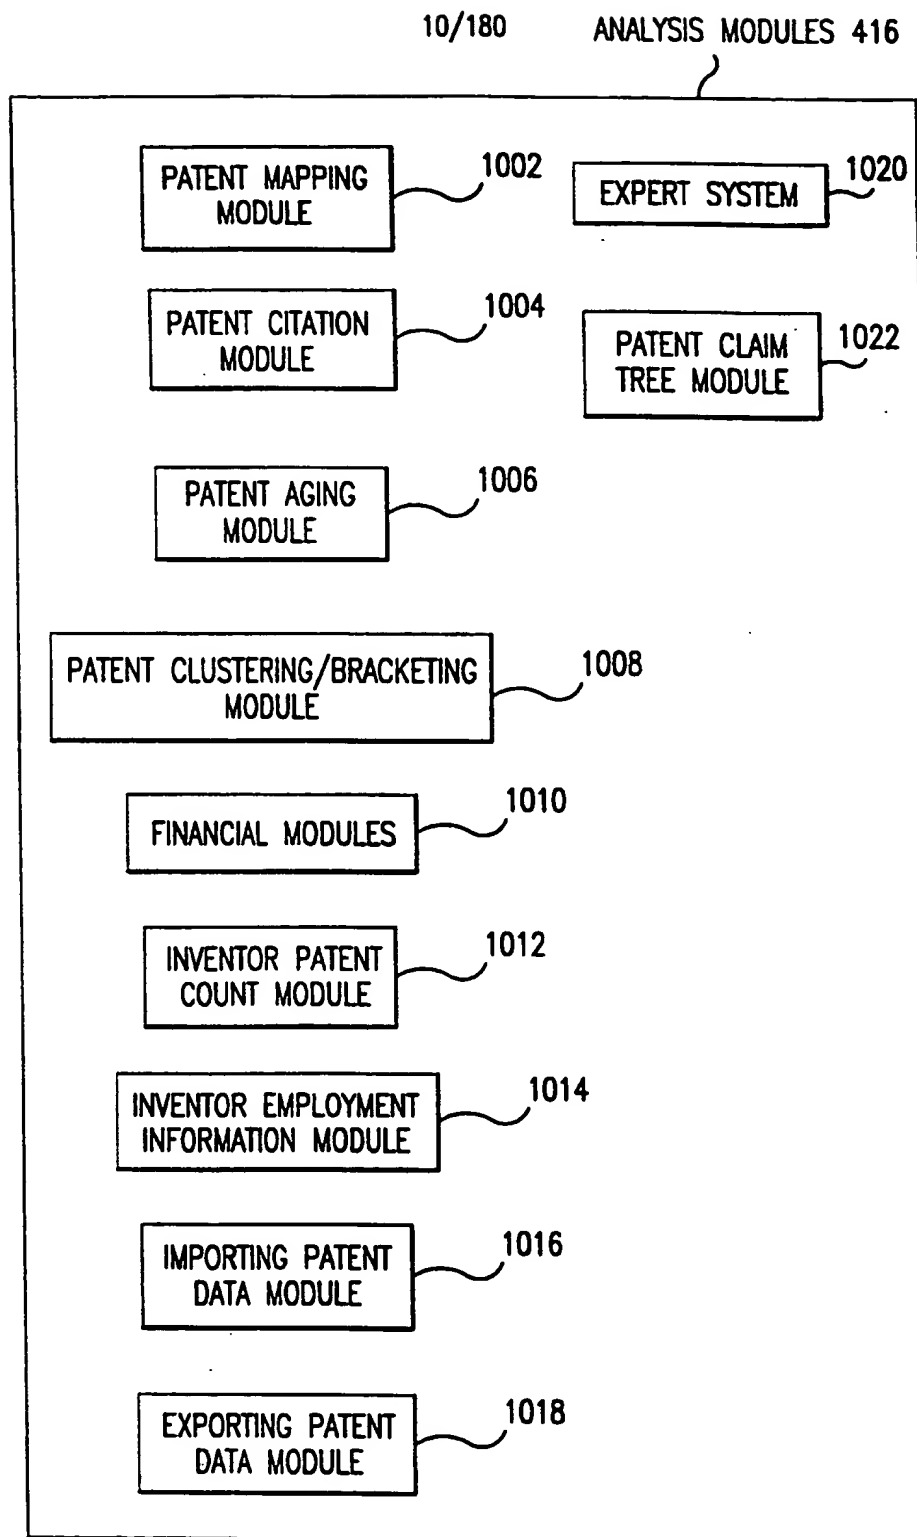 10/180
ANALYSIS MODULES 416
PATENT MAPPING
MODULE
1002
EXPERT SYSTEM
1020
PATENT CITATION
MODULE
1004
PATENT CLAIM
TREE MODULE
1022
PATENT AGING
MODULE
1006
PATENT CLUSTERING/BRACKETING
MODULE
1008
FINANCIAL MODULES
1010
INVENTOR PATENT
COUNT MODULE
1012
INVENTOR EMPLOYMENT
INFORMATION MODULE
1014
IMPORTING PATENT
DATA MODULE
1016
EXPORTING PATENT
DATA MODULE
1018